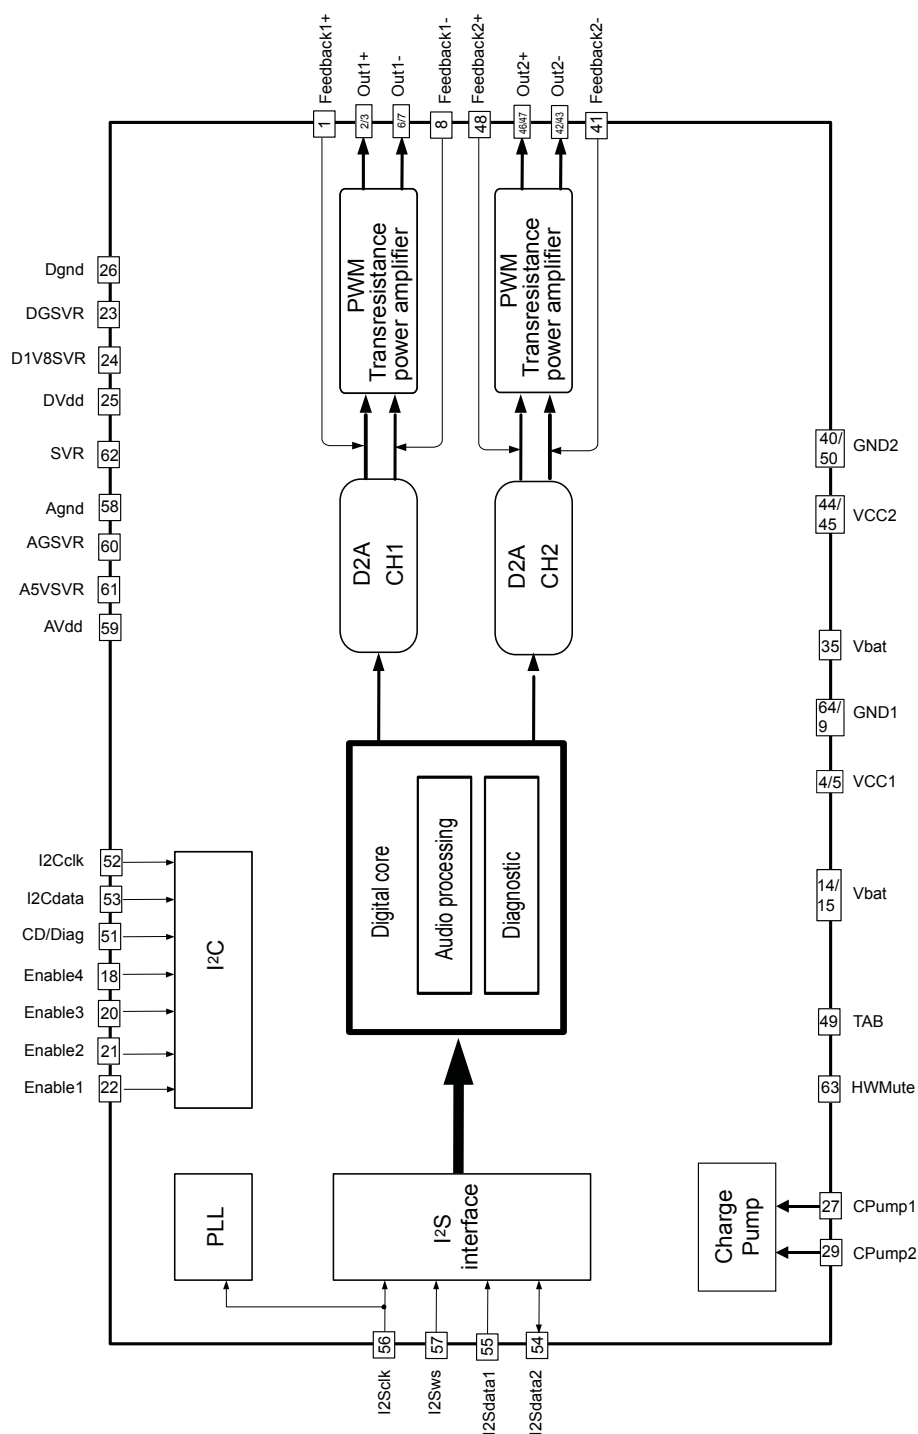 Feedback1+
Out1+
Out1-
Feedback1-
Feedback2+
Out2+
Out2-
Feedback2-
1
2/3
6/7
8
48
46/47
42/43
41
PWM
Transresistance
power amplifier
PWM
Transresistance
power amplifier
D2A
CH1
D2A
CH2
Dgnd
26
DGSVR
23
D1V8SVR
24
DVdd
25
SVR
62
Agnd
58
AGSVR
60
A5VSVR
61
AVdd
59
40/
50
GND2
44/
45
VCC2
35
Vbat
64/
9
GND1
4/5
VCC1
14/
15
Vbat
49
TAB
63
HWMute
27
CPump1
29
CPump2
Charge
Pump
Digital core
Audio processing
Diagnostic
I2Cclk
52
I2Cdata
53
CD/Diag
51
Enable4
18
Enable3
20
Enable2
21
Enable1
22
I²C
PLL
I²S
interface
56
57
55
54
I2Sclk
I2Sws
I2Sdata1
I2Sdata2